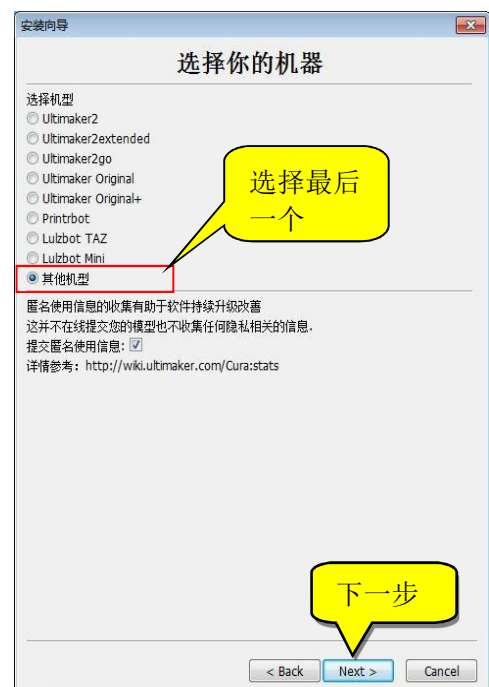 安装向导
选择你的机器
选择机型
Ultimaker2
Ultimaker2extended
Ultimaker2go
Ultimaker Original
Ultimaker Original+
Printrbot
Lulzbot TAZ
Lulzbot Mini
其他机型
选择最后
一个
匿名使用信息的收集有助于软件持续升级改善
这并不在线提交您的模型也不收集任何隐私相关的信息.
提交匿名使用信息:
详情参考：http://wiki.ultimaker.com/Cura:stats
下一步
< Back
Next >
Cancel